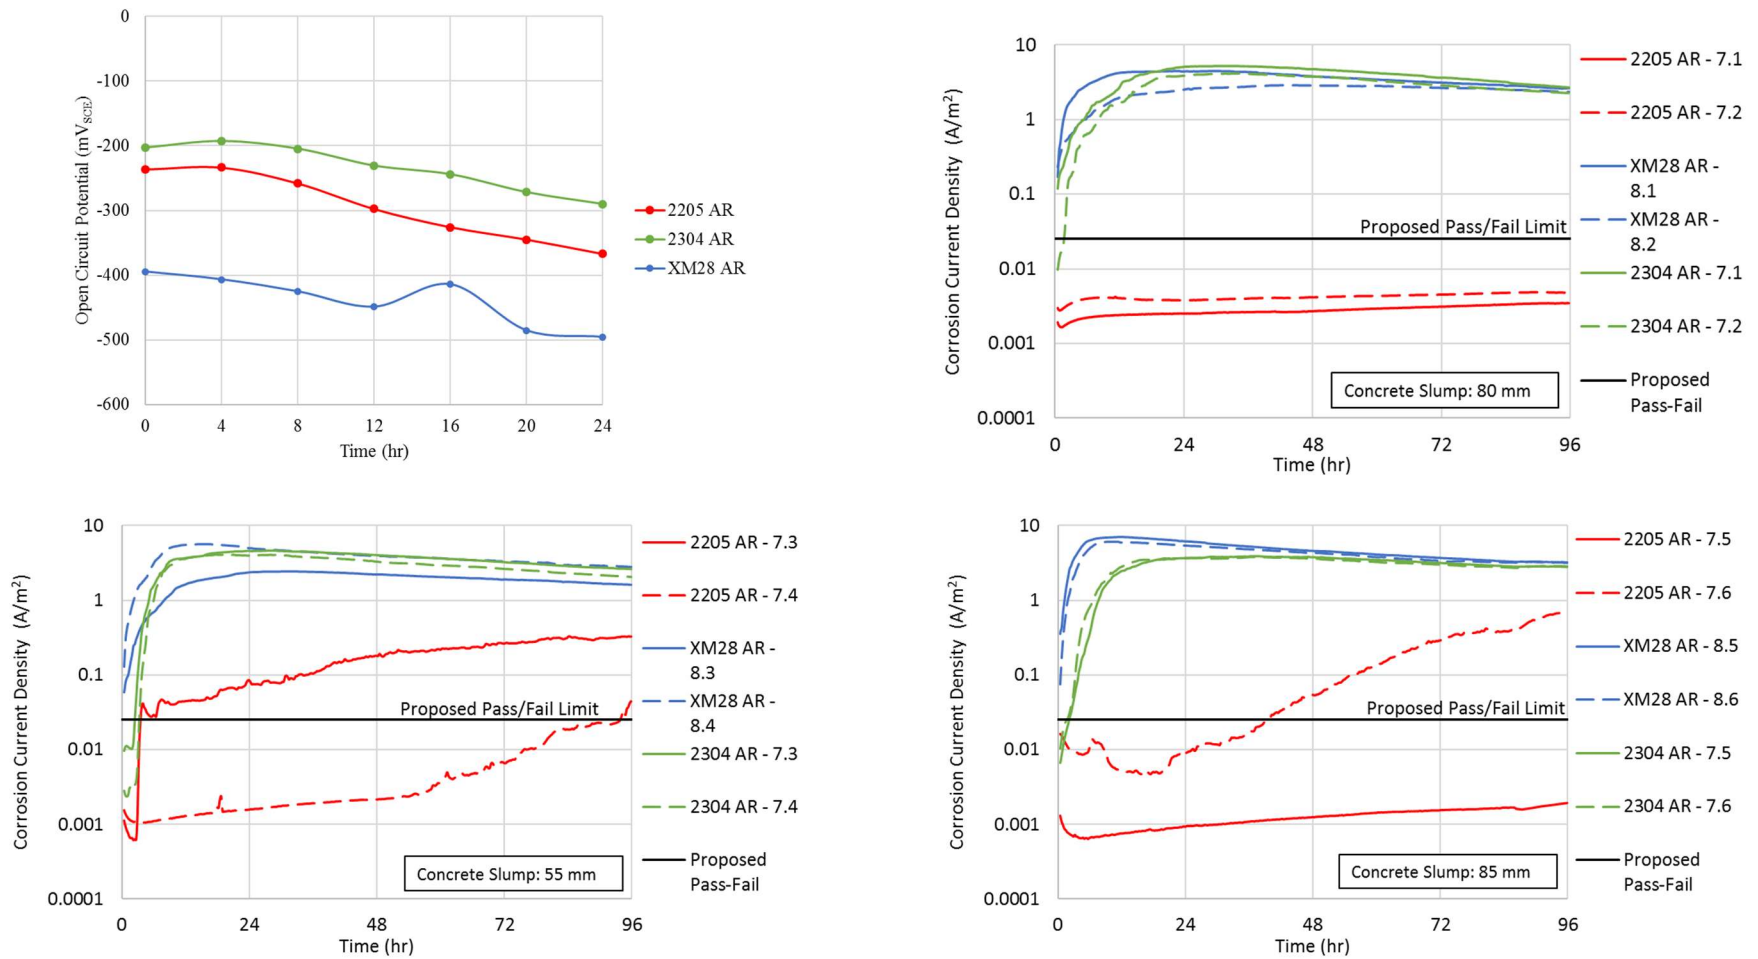 0
-100
-200
-300
-400
-500
-600
Open Circuit Potential (mVSCE)
0 4 8 12 16 20 24
Time (hr)
2205 AR
2304 AR
XM28 AR
10
1
0.1
0.01
0.001
0.0001
Corrosion Current Density (A/m²)
Proposed Pass/Fail Limit
Concrete Slump: 80 mm
0 24 48 72 96
Time (hr)
2205 AR - 7.1
2205 AR - 7.2
XM28 AR -
8.1
XM28 AR -
8.2
2304 AR - 7.1
2304 AR - 7.2
Proposed
Pass-Fail
10
1
0.1
0.01
0.001
0.0001
Corrosion Current Density (A/m²)
Proposed Pass/Fail Limit
Concrete Slump: 55 mm
0 24 48 72 96
Time (hr)
2205 AR - 7.3
2205 AR - 7.4
XM28 AR -
8.3
XM28 AR -
8.4
2304 AR - 7.3
2304 AR - 7.4
Proposed
Pass-Fail
10
1
0.1
0.01
0.001
0.0001
Corrosion Current Density (A/m²)
Proposed Pass/Fail Limit
Concrete Slump: 85 mm
0 24 48 72 96
Time (hr)
2205 AR - 7.5
2205 AR - 7.6
XM28 AR - 8.5
XM28 AR - 8.6
2304 AR - 7.5
2304 AR - 7.6
Proposed
Pass-Fail